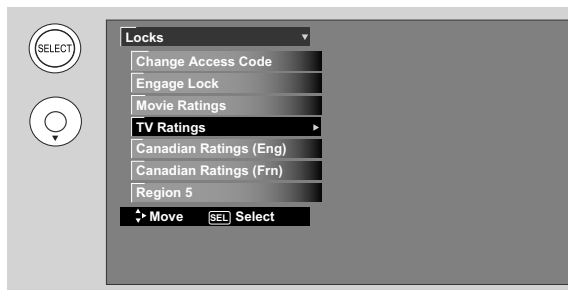 SELECT
Locks
Change Access Code
Engage Lock
Movie Ratings
TV Ratings
Canadian Ratings (Eng)
Canadian Ratings (Frn)
Region 5
Move SEL Select